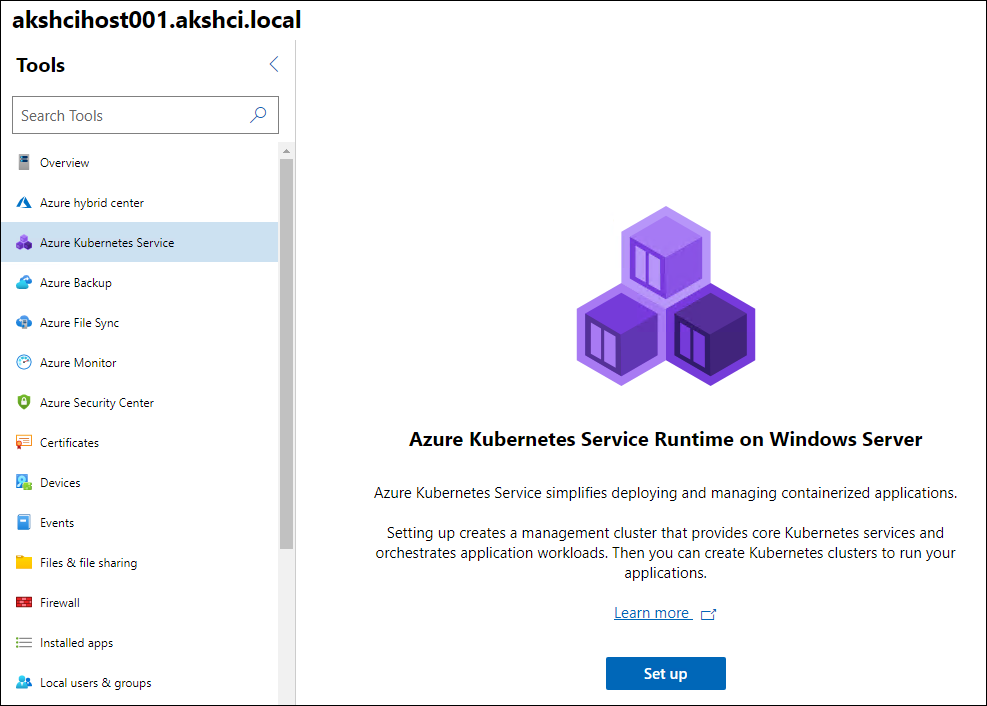 akshcihost001.akshci.local
Tools
Search Tools
Overview
Azure hybrid center
Azure Kubernetes Service
Azure Backup
Azure File Sync
Azure Monitor
Azure Security Center
Certificates
Devices
Events
Files & file sharing
Firewall
Installed apps
Local users & groups
Azure Kubernetes Service Runtime on Windows Server
Azure Kubernetes Service simplifies deploying and managing containerized applications.
Setting up creates a management cluster that provides core Kubernetes services and
orchestrates application workloads. Then you can create Kubernetes clusters to run your
applications.
Learn more
Set up